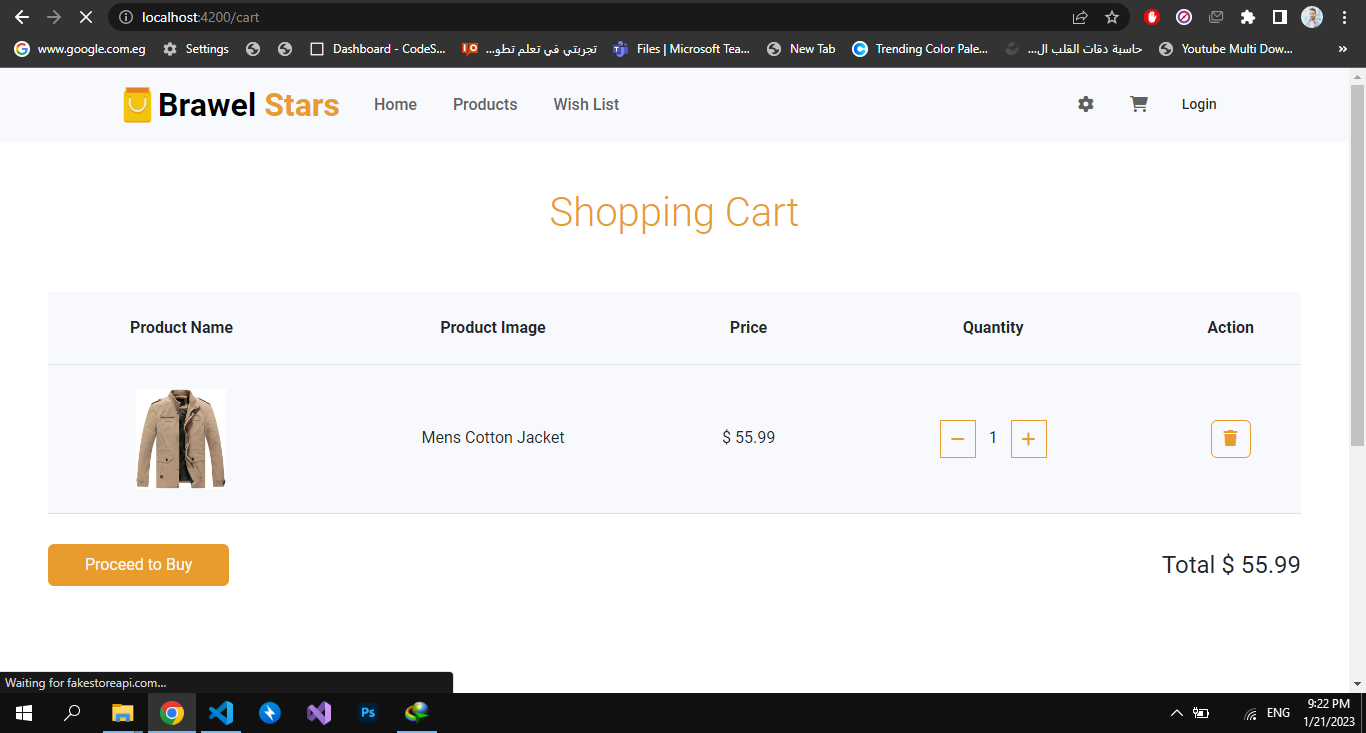 localhost:4200/cart
www.google.com.eg Settings Dashboard - CodeS... تجربتي في تعلم تطو... Files | Microsoft Tea... New Tab Trending Color Pale... حاسبة دقات القلب ال... Youtube Multi Dow... »
Brawel Stars Home Products Wish List Login
Shopping Cart
Product Name Product Image Price Quantity Action
Mens Cotton Jacket $ 55.99 − 1 +
Proceed to Buy Total $ 55.99
Waiting for fakestoreapi.com...
Ps ENG 9:22 PM
1/21/2023